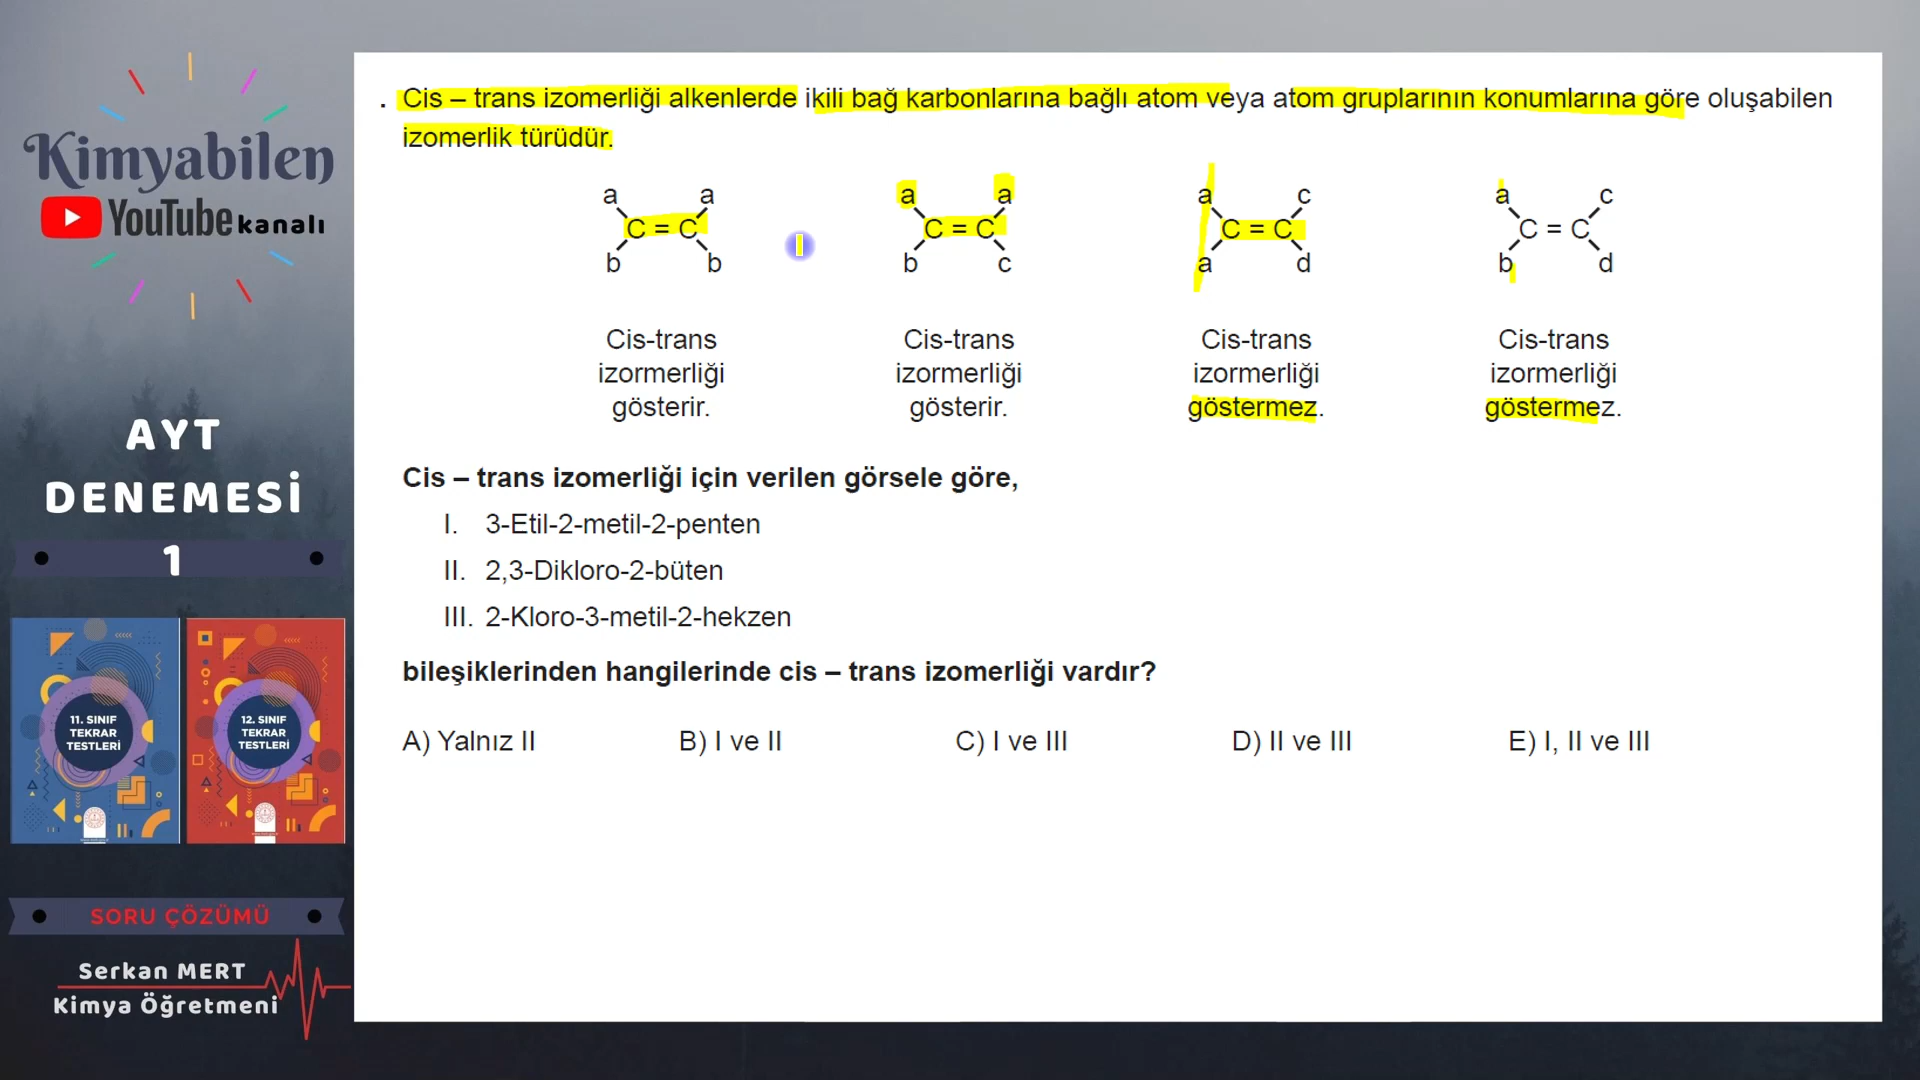 Kimyabilen
YouTube kanalı
AYT
DENEMESİ
1
11. SINIF
TEKRAR
TESTLERİ
12. SINIF
TEKRAR
TESTLERİ
SORU ÇÖZÜMÜ
Serkan MERT
Kimya Öğretmeni
. Cis – trans izomerliği alkenlerde ikili bağ karbonlarına bağlı atom veya atom gruplarının konumlarına göre oluşabilen
izomerlik türüdür.
a a a a a c a c
C = C C = C C = C C = C
b b b c a d b d
Cis-trans Cis-trans Cis-trans Cis-trans
izormerliği izormerliği izormerliği izormerliği
gösterir. gösterir. göstermez. göstermez.
Cis – trans izomerliği için verilen görsele göre,
I. 3-Etil-2-metil-2-penten
II. 2,3-Dikloro-2-büten
III. 2-Kloro-3-metil-2-hekzen
bileşiklerinden hangilerinde cis – trans izomerliği vardır?
A) Yalnız II B) I ve II C) I ve III D) II ve III E) I, II ve III